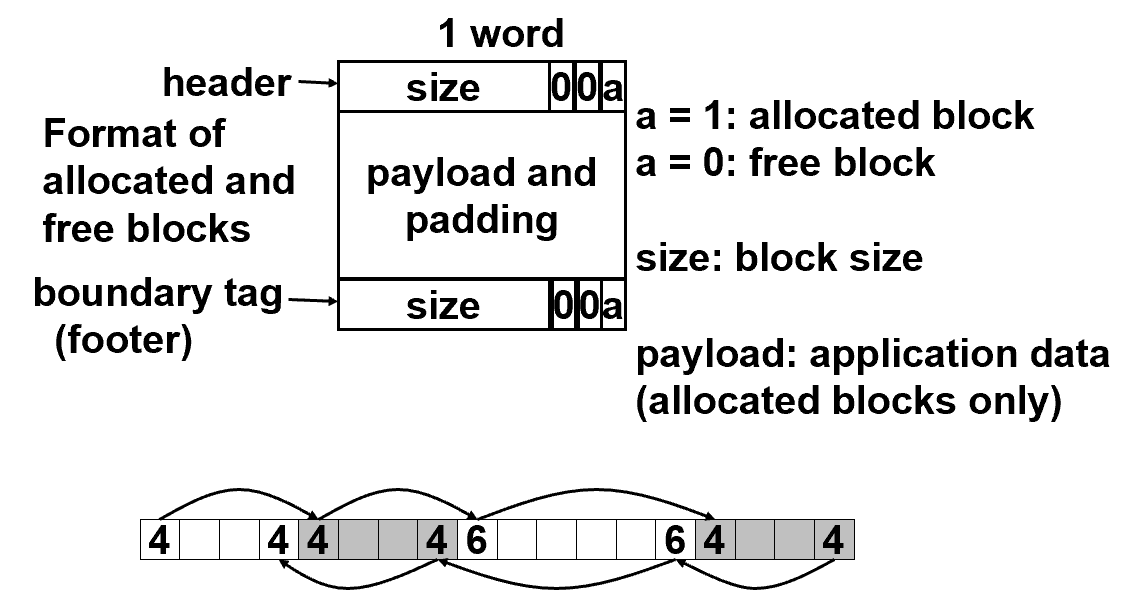 1 word
header
size
0
0
a
Format of
allocated and
free blocks
payload and
padding
a = 1: allocated block
a = 0: free block
size: block size
boundary tag
(footer)
size
0
0
a
payload: application data
(allocated blocks only)
4 4 4 4 6 6 4 4